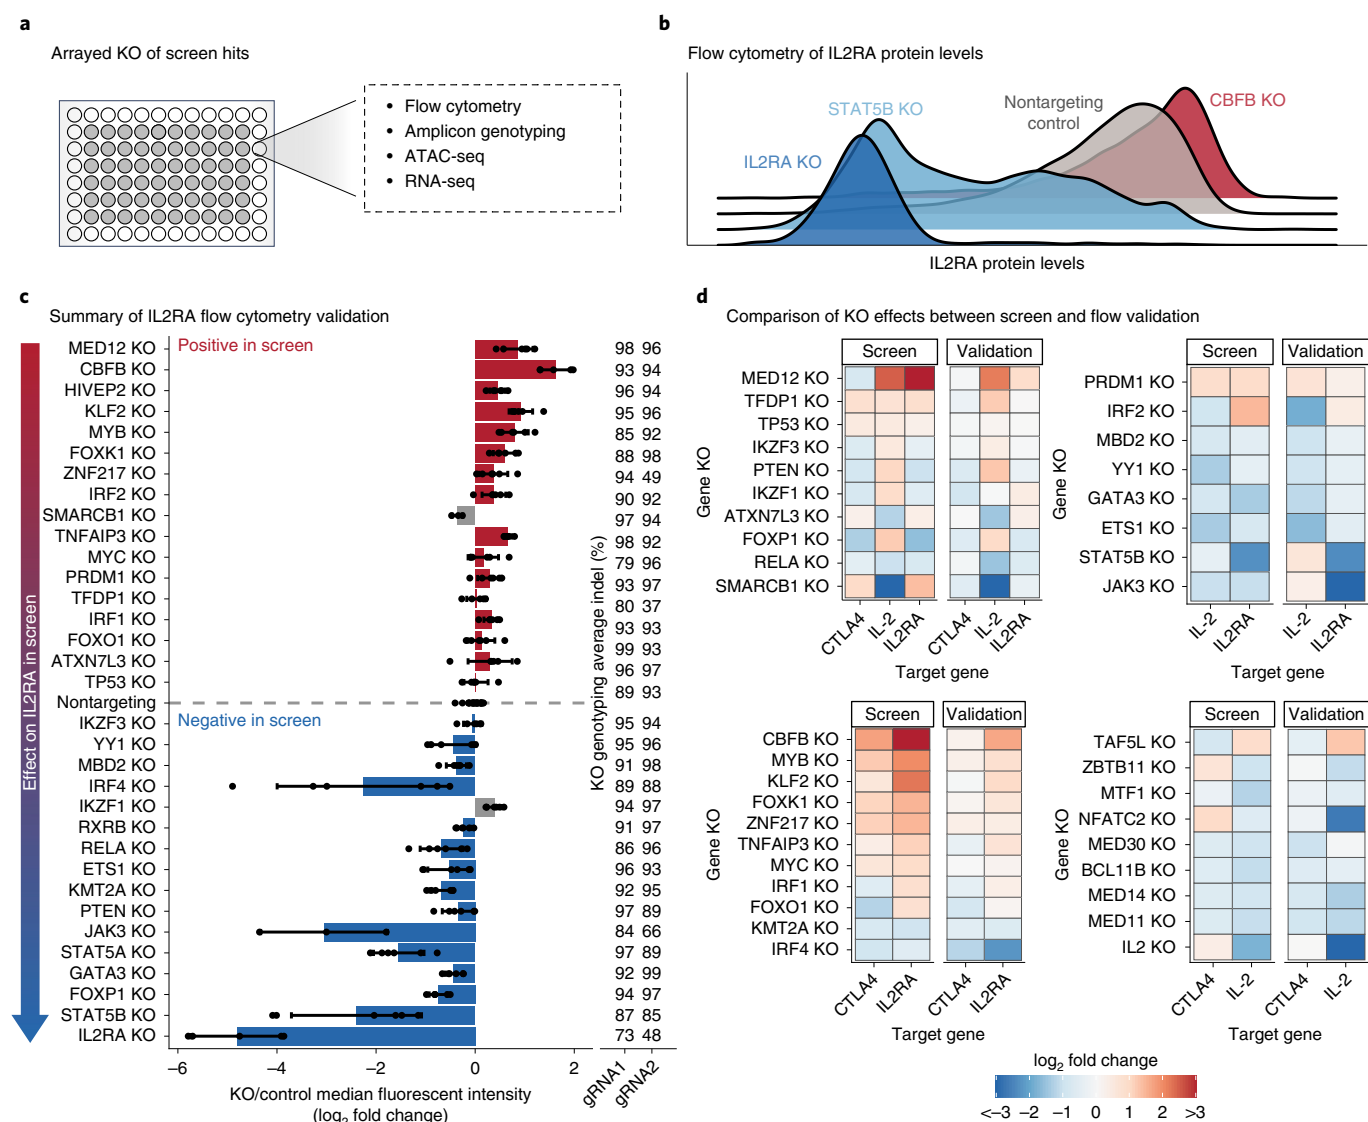 a
Arrayed KO of screen hits
• Flow cytometry
• Amplicon genotyping
• ATAC-seq
• RNA-seq
b
Flow cytometry of IL2RA protein levels
STAT5B KO
Nontargeting
control
CBFB KO
IL2RA KO
IL2RA protein levels
c
Summary of IL2RA flow cytometry validation
Effect on IL2RA in screen
Positive in screen
Negative in screen
MED12 KO 98 96
CBFB KO 93 94
HIVEP2 KO 96 94
KLF2 KO 95 96
MYB KO 85 92
FOXK1 KO 88 98
ZNF217 KO 94 49
IRF2 KO 90 92
SMARCB1 KO 97 94
TNFAIP3 KO 98 92
MYC KO 79 96
PRDM1 KO 93 97
TFDP1 KO 80 37
IRF1 KO 93 93
FOXO1 KO 99 93
ATXN7L3 KO 96 97
TP53 KO 89 93
Nontargeting
IKZF3 KO 95 94
YY1 KO 95 96
MBD2 KO 91 98
IRF4 KO 89 88
IKZF1 KO 94 97
RXRB KO 91 97
RELA KO 86 96
ETS1 KO 96 93
KMT2A KO 92 95
PTEN KO 97 89
JAK3 KO 84 66
STAT5A KO 97 89
GATA3 KO 92 99
FOXP1 KO 94 97
STAT5B KO 87 85
IL2RA KO 73 48
KO genotyping average indel (%)
–6 –4 –2 0 2
gRNA1 gRNA2
KO/control median fluorescent intensity
(log2 fold change)
d
Comparison of KO effects between screen and flow validation
Screen Validation
Gene KO
MED12 KO
TFDP1 KO
TP53 KO
IKZF3 KO
PTEN KO
IKZF1 KO
ATXN7L3 KO
FOXP1 KO
RELA KO
SMARCB1 KO
CTLA4 IL-2 IL2RA CTLA4 IL-2 IL2RA
Target gene
Screen Validation
Gene KO
PRDM1 KO
IRF2 KO
MBD2 KO
YY1 KO
GATA3 KO
ETS1 KO
STAT5B KO
JAK3 KO
IL-2 IL2RA IL-2 IL2RA
Target gene
Screen Validation
Gene KO
CBFB KO
MYB KO
KLF2 KO
FOXK1 KO
ZNF217 KO
TNFAIP3 KO
MYC KO
IRF1 KO
FOXO1 KO
KMT2A KO
IRF4 KO
CTLA4 IL2RA CTLA4 IL2RA
Target gene
Screen Validation
Gene KO
TAF5L KO
ZBTB11 KO
MTF1 KO
NFATC2 KO
MED30 KO
BCL11B KO
MED14 KO
MED11 KO
IL2 KO
CTLA4 IL-2 CTLA4 IL-2
Target gene
log2 fold change
<–3 –2 –1 0 1 2 >3